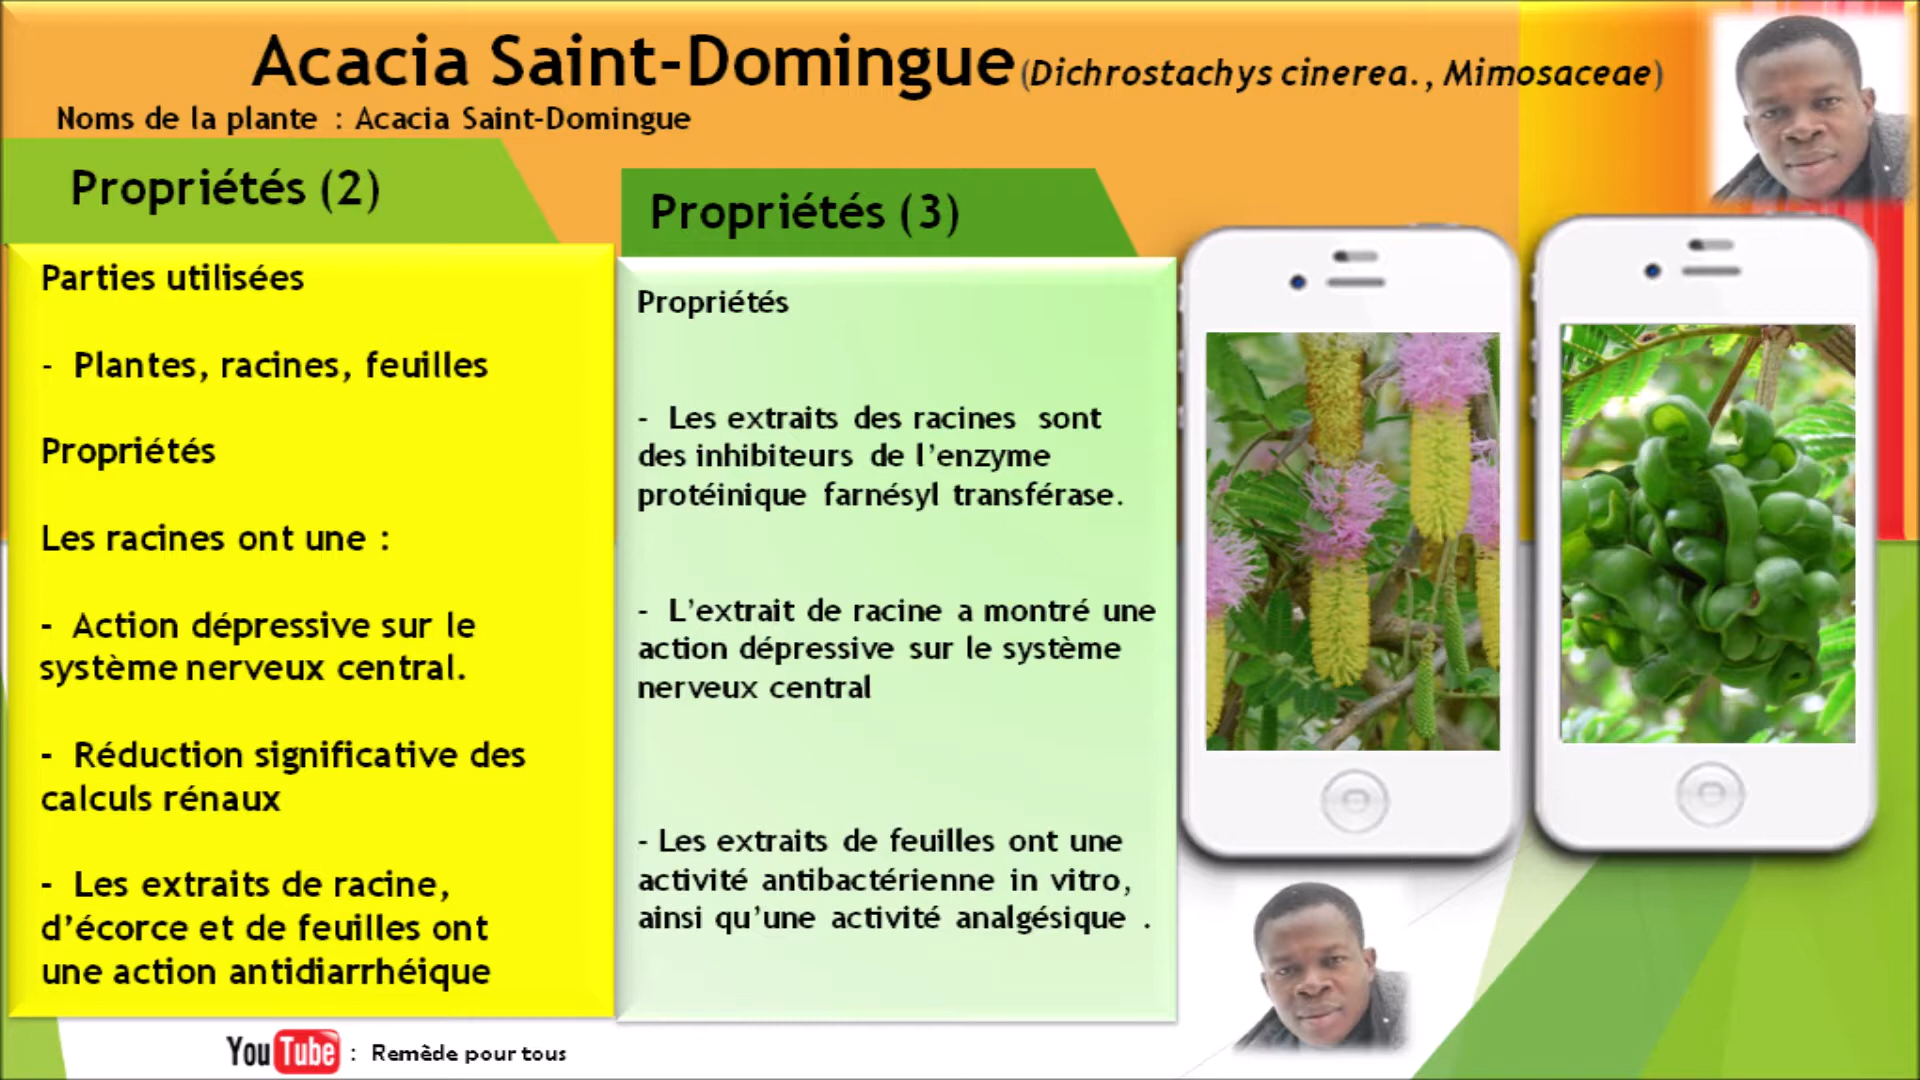 Acacia Saint-Domingue (Dichrostachys cinerea., Mimosaceae)
Noms de la plante : Acacia Saint-Domingue
Propriétés (2)
Parties utilisées
- Plantes, racines, feuilles
Propriétés
Les racines ont une :
- Action dépressive sur le
système nerveux central.
- Réduction significative des
calculs rénaux
- Les extraits de racine,
d’écorce et de feuilles ont
une action antidiarrhéique
Propriétés (3)
Propriétés
- Les extraits des racines sont
des inhibiteurs de l’enzyme
protéinique farnésyl transférase.
- L’extrait de racine a montré une
action dépressive sur le système
nerveux central
- Les extraits de feuilles ont une
activité antibactérienne in vitro,
ainsi qu’une activité analgésique .
YouTube : Remède pour tous